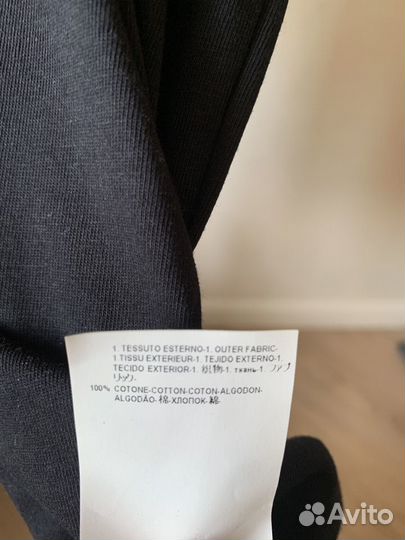 1. TESSUTO ESTERNO-1. OUTER FABRIC-
1.TISSU EXTERIEUR-1. TEJIDO EXTERNO-1.
TECIDO EXTERIOR-1. 織物-1. ткань-1.
100% COTONE-COTTON-COTON-ALGODON-
ALGODÃO-棉-ХЛОПОК-綿
Avito